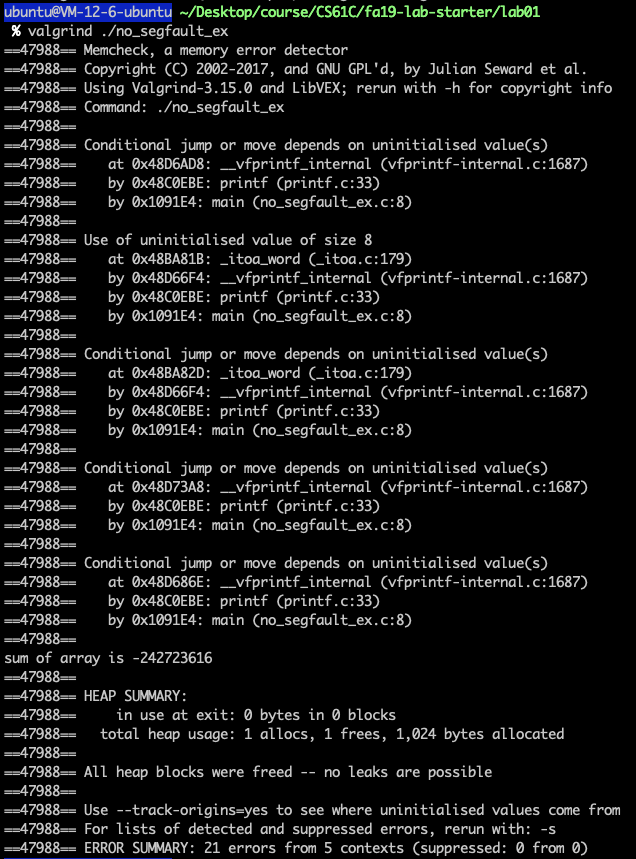 ubuntu@VM-12-6-ubuntu ~/Desktop/course/CS61C/fa19-lab-starter/lab01
% valgrind ./no_segfault_ex
==47988== Memcheck, a memory error detector
==47988== Copyright (C) 2002-2017, and GNU GPL'd, by Julian Seward et al.
==47988== Using Valgrind-3.15.0 and LibVEX; rerun with -h for copyright info
==47988== Command: ./no_segfault_ex
==47988==
==47988== Conditional jump or move depends on uninitialised value(s)
==47988==    at 0x48D6AD8: __vfprintf_internal (vfprintf-internal.c:1687)
==47988==    by 0x48C0EBE: printf (printf.c:33)
==47988==    by 0x1091E4: main (no_segfault_ex.c:8)
==47988==
==47988== Use of uninitialised value of size 8
==47988==    at 0x48BA81B: _itoa_word (_itoa.c:179)
==47988==    by 0x48D66F4: __vfprintf_internal (vfprintf-internal.c:1687)
==47988==    by 0x48C0EBE: printf (printf.c:33)
==47988==    by 0x1091E4: main (no_segfault_ex.c:8)
==47988==
==47988== Conditional jump or move depends on uninitialised value(s)
==47988==    at 0x48BA82D: _itoa_word (_itoa.c:179)
==47988==    by 0x48D66F4: __vfprintf_internal (vfprintf-internal.c:1687)
==47988==    by 0x48C0EBE: printf (printf.c:33)
==47988==    by 0x1091E4: main (no_segfault_ex.c:8)
==47988==
==47988== Conditional jump or move depends on uninitialised value(s)
==47988==    at 0x48D73A8: __vfprintf_internal (vfprintf-internal.c:1687)
==47988==    by 0x48C0EBE: printf (printf.c:33)
==47988==    by 0x1091E4: main (no_segfault_ex.c:8)
==47988==
==47988== Conditional jump or move depends on uninitialised value(s)
==47988==    at 0x48D686E: __vfprintf_internal (vfprintf-internal.c:1687)
==47988==    by 0x48C0EBE: printf (printf.c:33)
==47988==    by 0x1091E4: main (no_segfault_ex.c:8)
==47988==
sum of array is -242723616
==47988==
==47988== HEAP SUMMARY:
==47988==     in use at exit: 0 bytes in 0 blocks
==47988==   total heap usage: 1 allocs, 1 frees, 1,024 bytes allocated
==47988==
==47988== All heap blocks were freed -- no leaks are possible
==47988==
==47988== Use --track-origins=yes to see where uninitialised values come from
==47988== For lists of detected and suppressed errors, rerun with: -s
==47988== ERROR SUMMARY: 21 errors from 5 contexts (suppressed: 0 from 0)